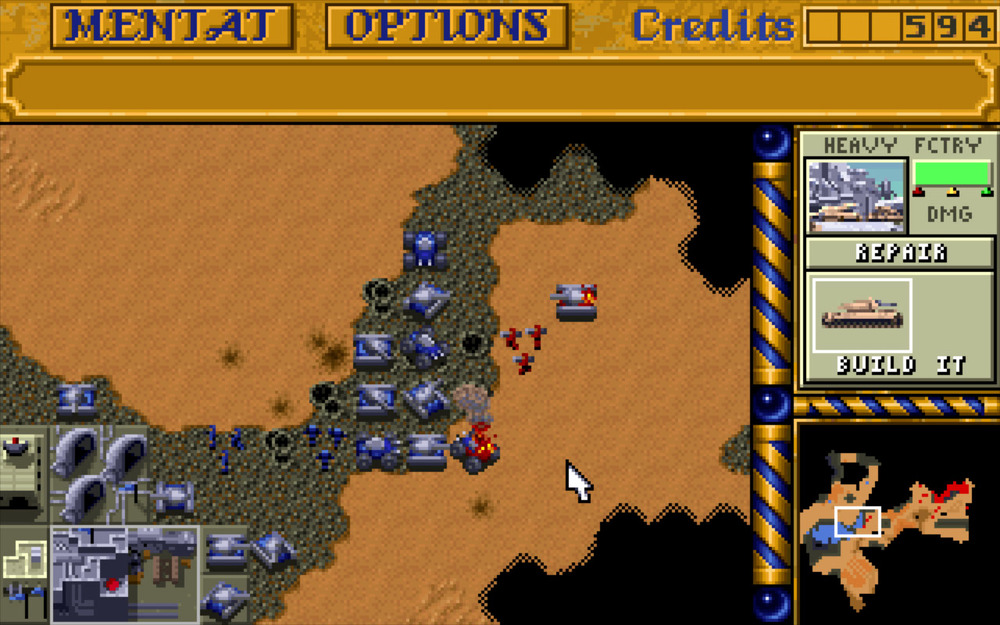 MENTAT OPTIONS Credits 594
HEAVY FCTRY
DMG
REPAIR
BUILD IT